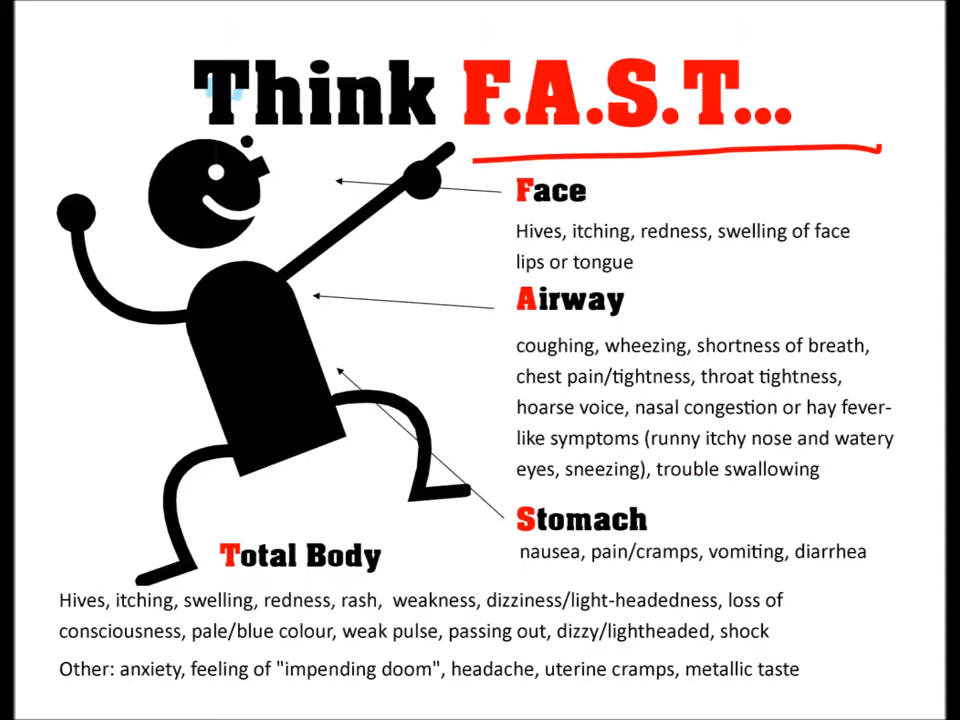 Think F.A.S.T...
Face
Hives, itching, redness, swelling of face
lips or tongue
Airway
coughing, wheezing, shortness of breath,
chest pain/tightness, throat tightness,
hoarse voice, nasal congestion or hay fever-
like symptoms (runny itchy nose and watery
eyes, sneezing), trouble swallowing
Stomach
nausea, pain/cramps, vomiting, diarrhea
Total Body
Hives, itching, swelling, redness, rash,  weakness, dizziness/light-headedness, loss of
consciousness, pale/blue colour, weak pulse, passing out, dizzy/lightheaded, shock
Other: anxiety, feeling of "impending doom", headache, uterine cramps, metallic taste